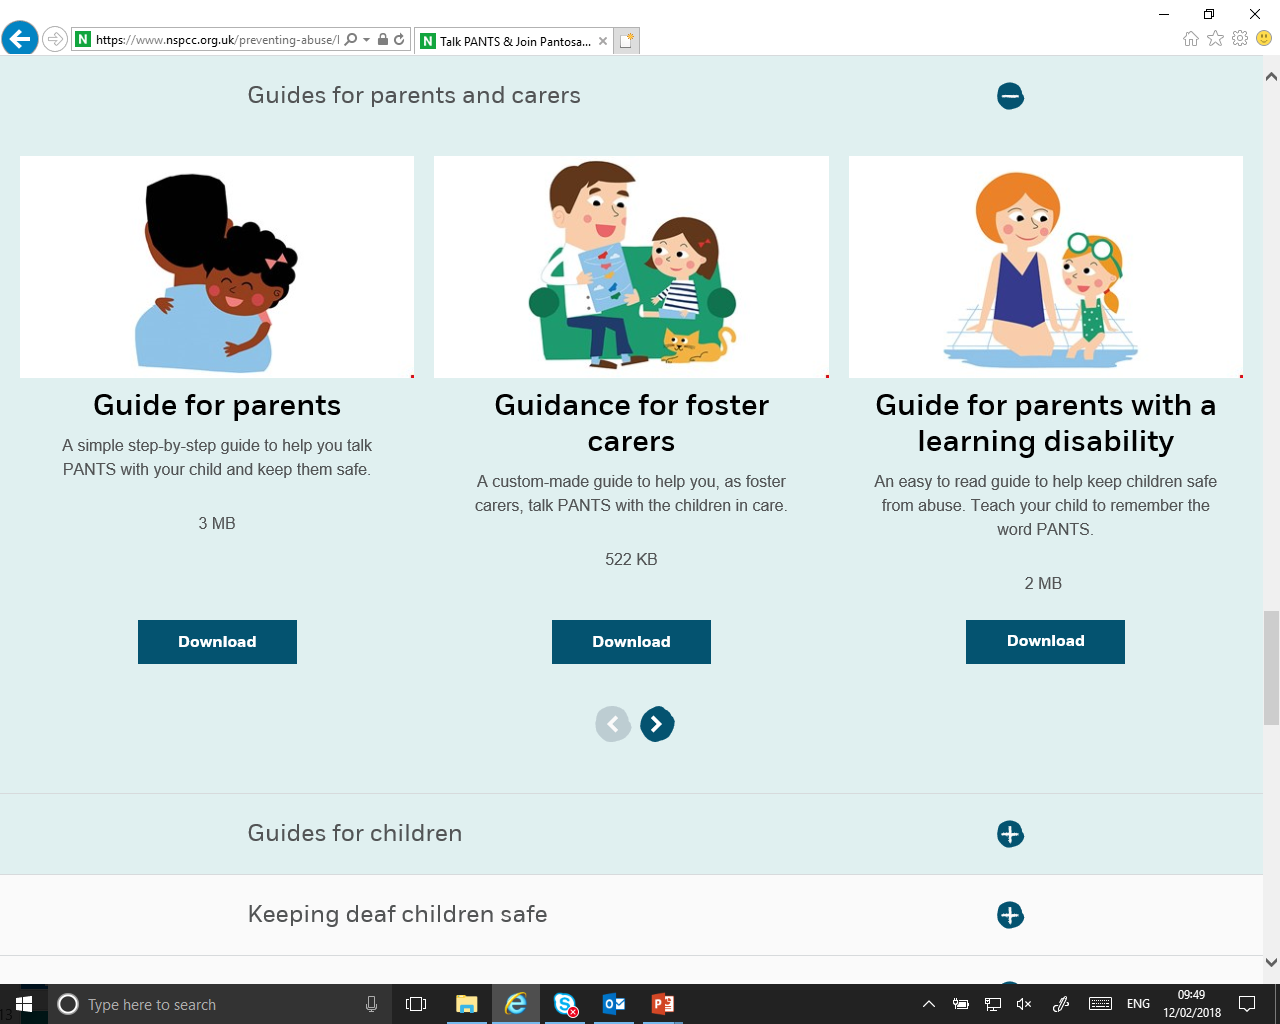 https://www.nspcc.org.uk/preventing-abuse/
Talk PANTS & Join Pantosa...
Guides for parents and carers
Guide for parents
A simple step-by-step guide to help you talk
PANTS with your child and keep them safe.
3 MB
Download
Guidance for foster
carers
A custom-made guide to help you, as foster
carers, talk PANTS with the children in care.
522 KB
Download
Guide for parents with a
learning disability
An easy to read guide to help keep children safe
from abuse. Teach your child to remember the
word PANTS.
2 MB
Download
Guides for children
Keeping deaf children safe
Type here to search
ENG
09:49
12/02/2018
13